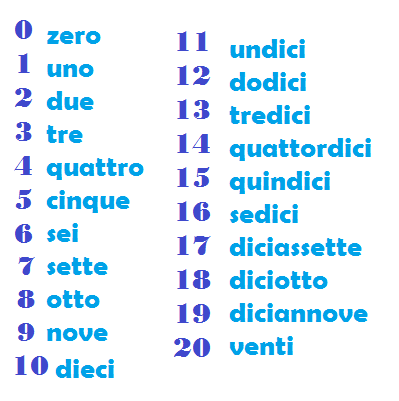 0 zero
1 uno
2 due
3 tre
4 quattro
5 cinque
6 sei
7 sette
8 otto
9 nove
10 dieci
11 undici
12 dodici
13 tredici
14 quattordici
15 quindici
16 sedici
17 diciassette
18 diciotto
19 diciannove
20 venti